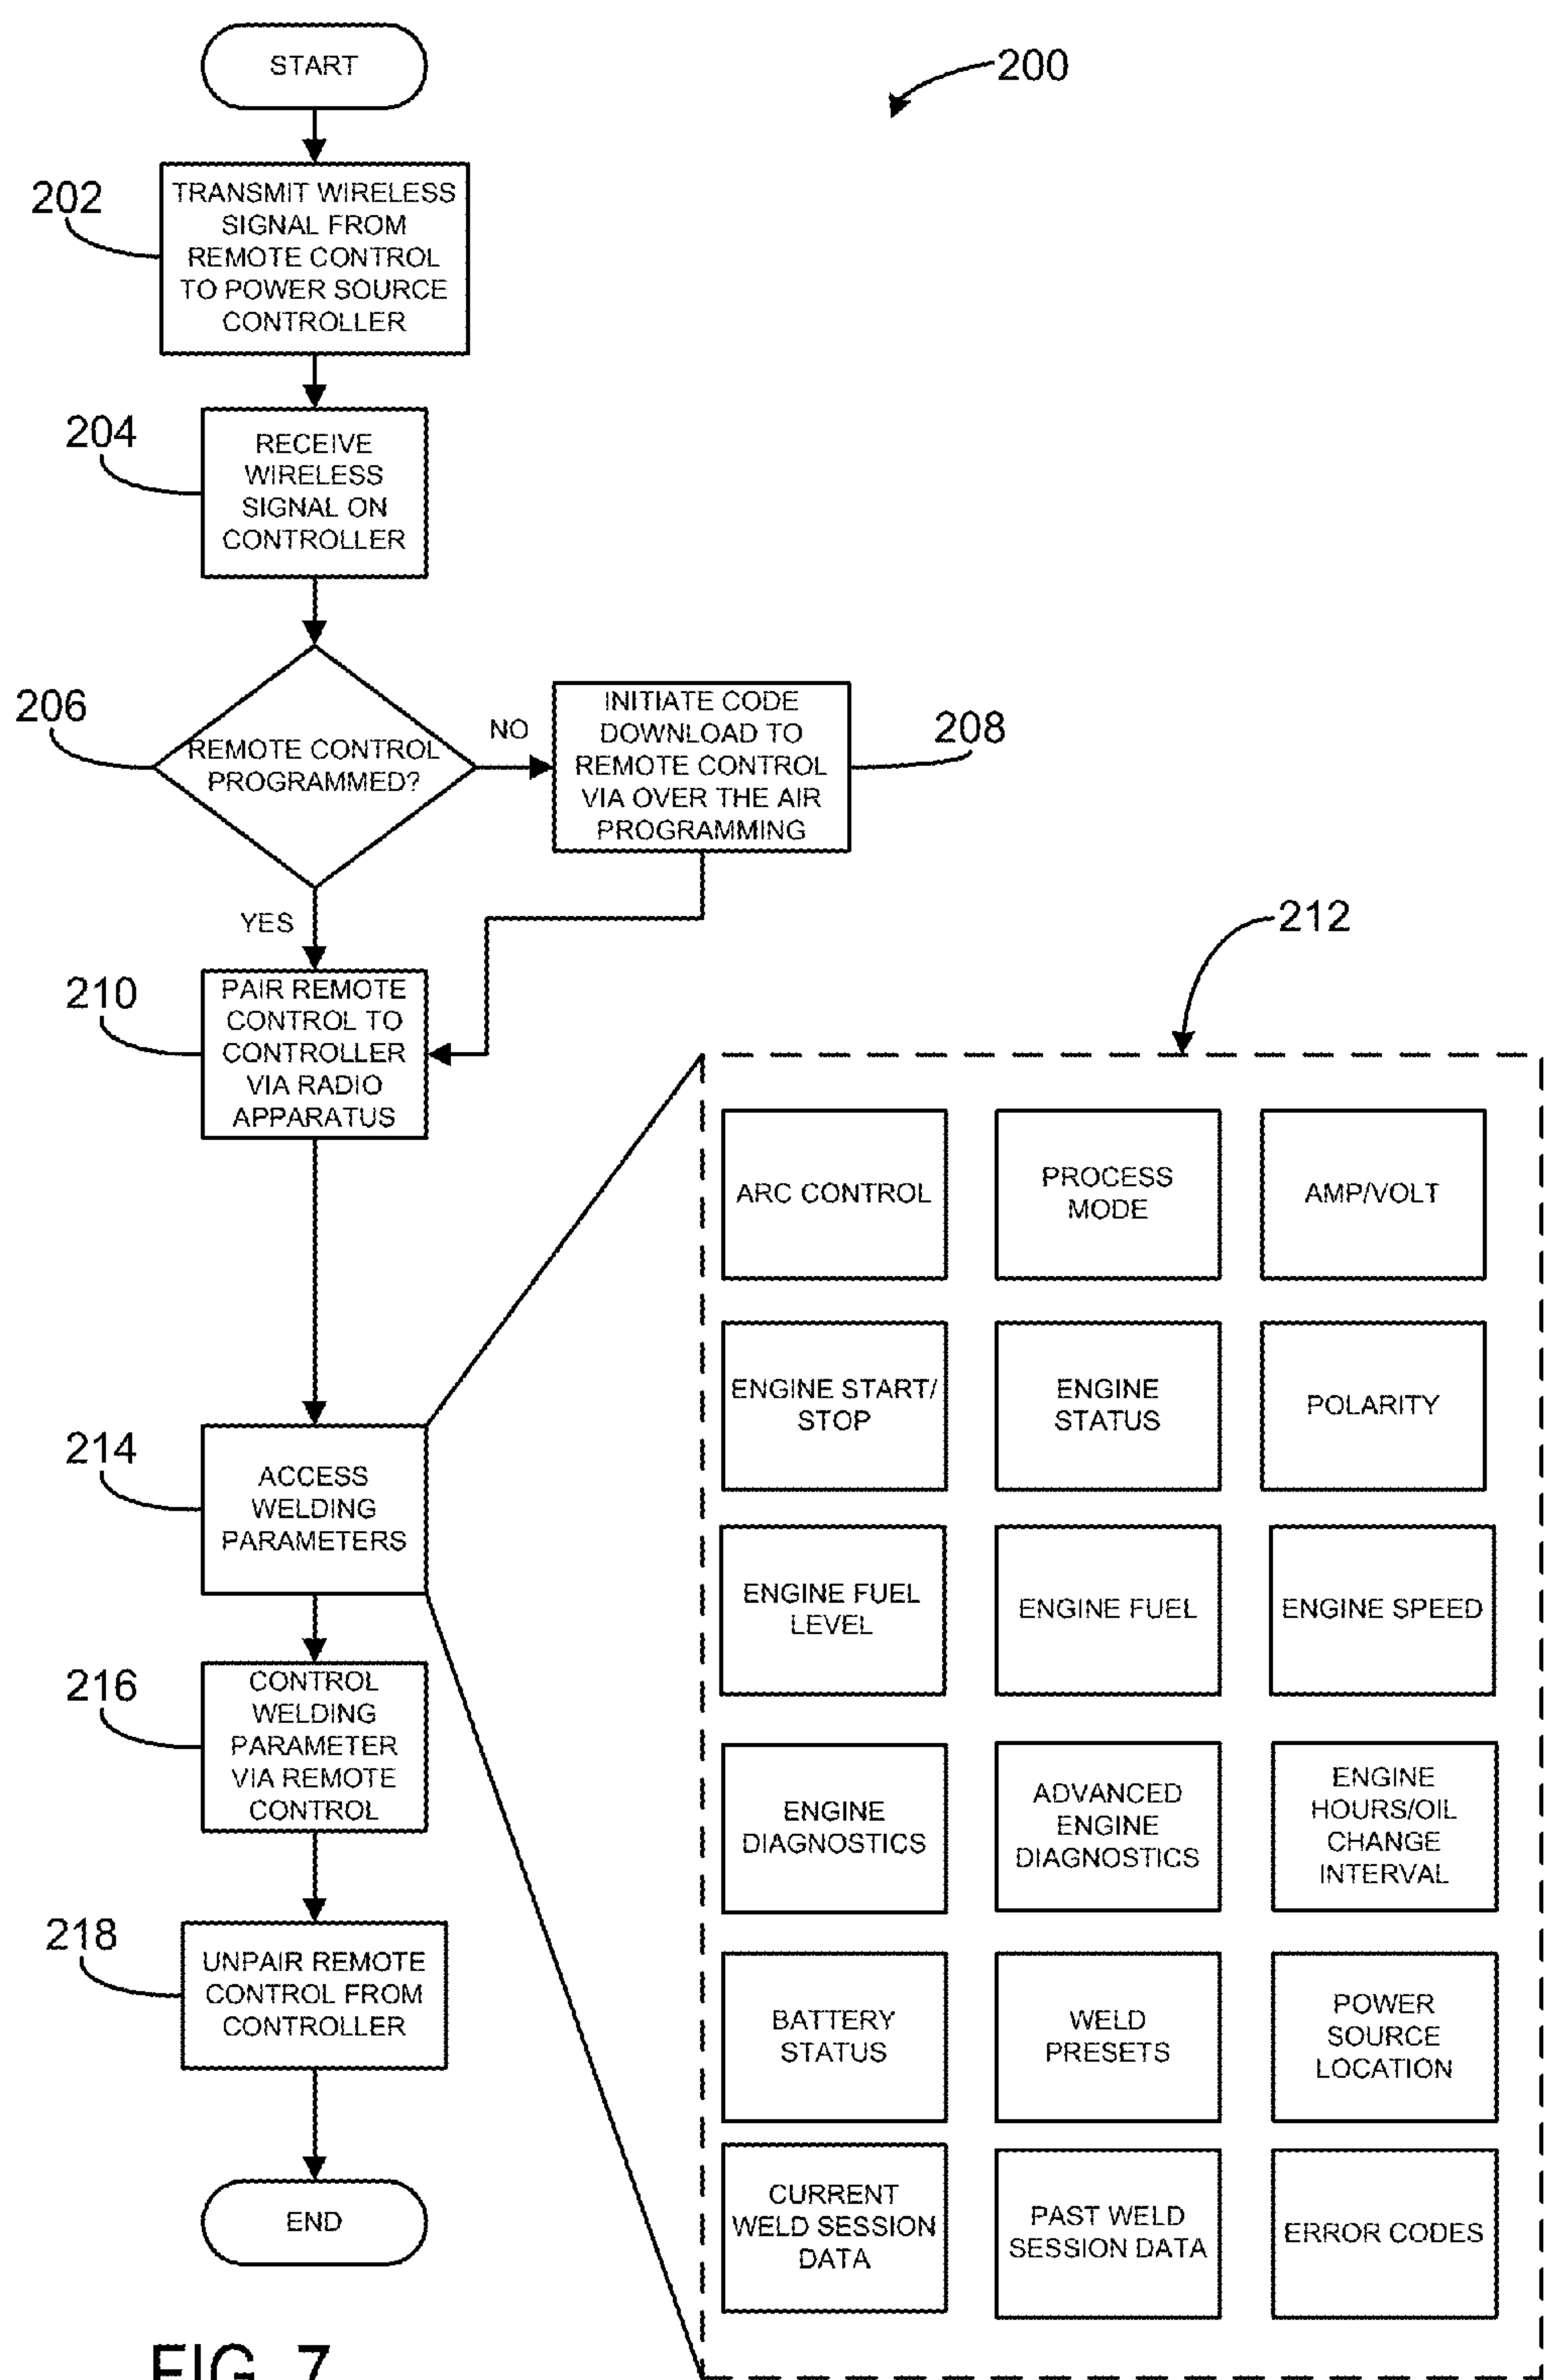 START
200
202
TRANSMIT WIRELESS
SIGNAL FROM
REMOTE CONTROL
TO POWER SOURCE
CONTROLLER
204
RECEIVE
WIRELESS
SIGNAL ON
CONTROLLER
206
REMOTE CONTROL
PROGRAMMED?
NO
INITIATE CODE
DOWNLOAD TO
REMOTE CONTROL
VIA OVER THE AIR
PROGRAMMING
208
YES
210
PAIR REMOTE
CONTROL TO
CONTROLLER
VIA RADIO
APPARATUS
212
214
ACCESS
WELDING
PARAMETERS
216
CONTROL
WELDING
PARAMETER
VIA REMOTE
CONTROL
218
UNPAIR REMOTE
CONTROL FROM
CONTROLLER
END
ARC CONTROL
PROCESS
MODE
AMP/VOLT
ENGINE START/
STOP
ENGINE
STATUS
POLARITY
ENGINE FUEL
LEVEL
ENGINE FUEL
ENGINE SPEED
ENGINE
DIAGNOSTICS
ADVANCED
ENGINE
DIAGNOSTICS
ENGINE
HOURS/OIL
CHANGE
INTERVAL
BATTERY
STATUS
WELD
PRESETS
POWER
SOURCE
LOCATION
CURRENT
WELD SESSION
DATA
PAST WELD
SESSION DATA
ERROR CODES
FIG. 7